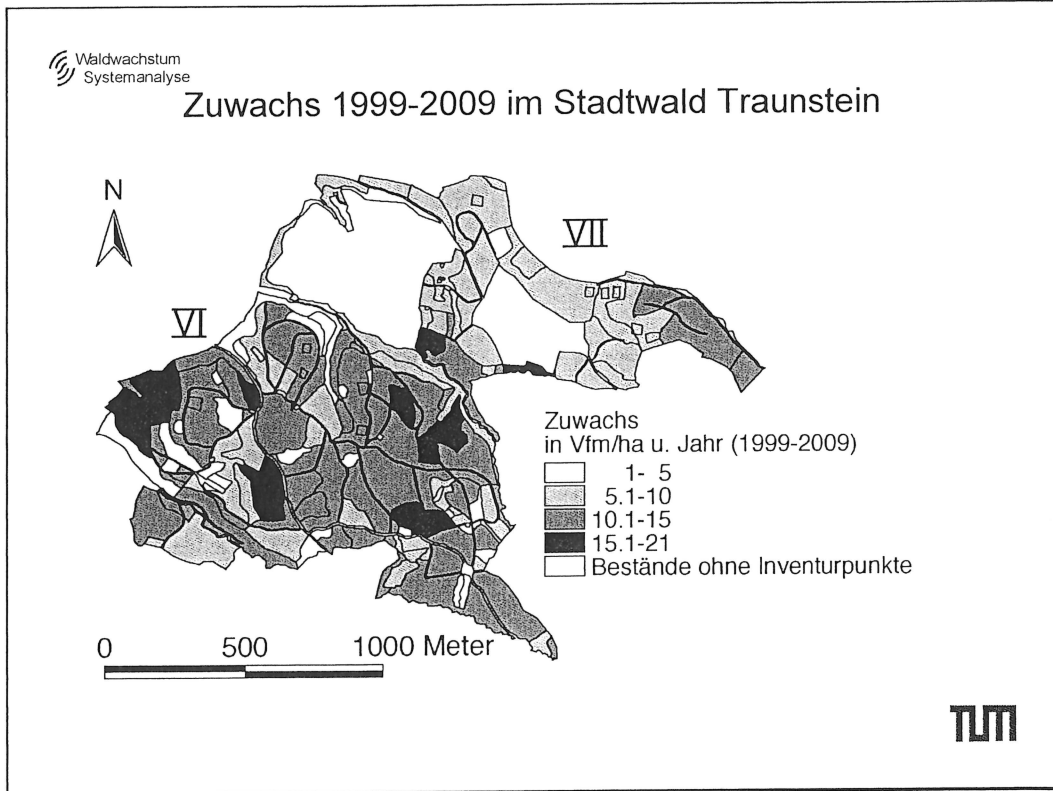 Waldwachstum
Systemanalyse
Zuwachs 1999-2009 im Stadtwald Traunstein
N
VII
VI
Zuwachs
in Vfm/ha u. Jahr (1999-2009)
1- 5
5.1-10
10.1-15
15.1-21
Bestände ohne Inventurpunkte
0 500 1000 Meter
TUM